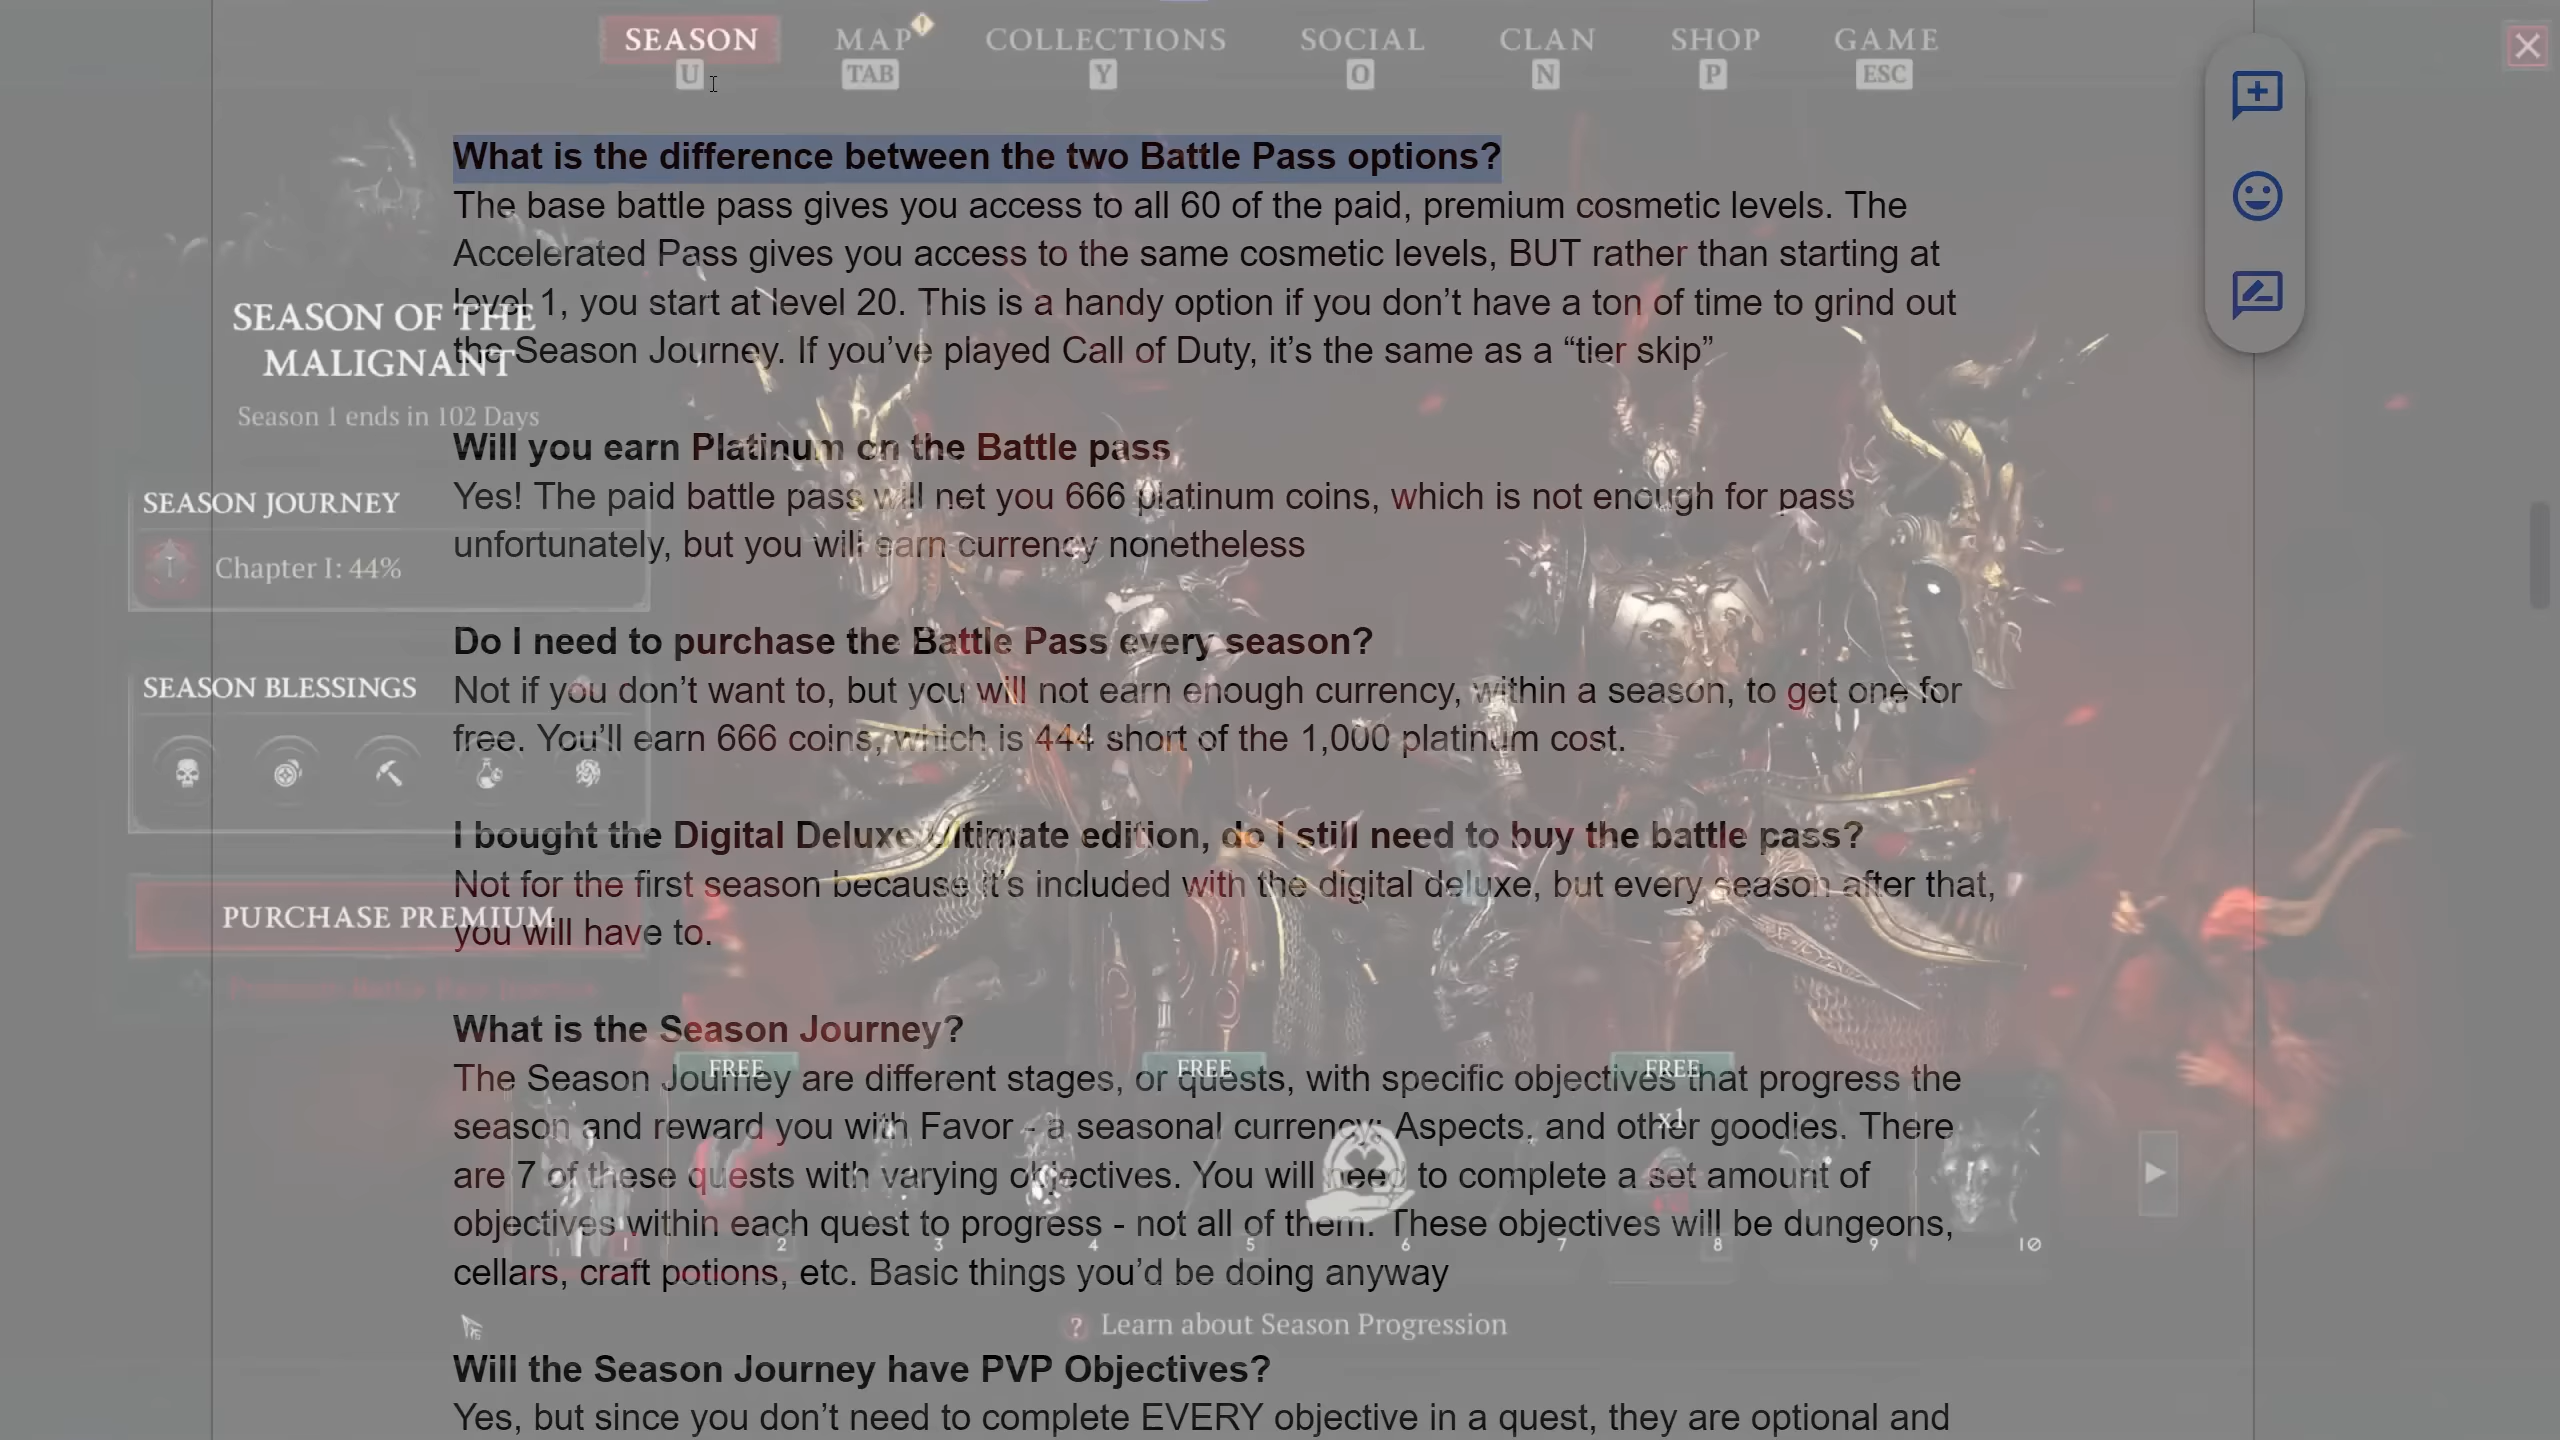 SEASON MAP COLLECTIONS SOCIAL CLAN SHOP GAME
U TAB Y O N P ESC
What is the difference between the two Battle Pass options?
The base battle pass gives you access to all 60 of the paid, premium cosmetic levels. The
Accelerated Pass gives you access to the same cosmetic levels, BUT rather than starting at
level 1, you start at level 20. This is a handy option if you don’t have a ton of time to grind out
the Season Journey. If you’ve played Call of Duty, it’s the same as a “tier skip”
SEASON OF THE
MALIGNANT
Season 1 ends in 102 Days
Will you earn Platinum on the Battle pass
Yes! The paid battle pass will net you 666 platinum coins, which is not enough for pass
unfortunately, but you will earn currency nonetheless
SEASON JOURNEY
Chapter I: 44%
Do I need to purchase the Battle Pass every season?
Not if you don’t want to, but you will not earn enough currency, within a season, to get one for
free. You’ll earn 666 coins, which is 444 short of the 1,000 platinum cost.
SEASON BLESSINGS
I bought the Digital Deluxe/Ultimate edition, do I still need to buy the battle pass?
Not for the first season because it’s included with the digital deluxe, but every season after that,
you will have to.
PURCHASE PREMIUM
What is the Season Journey?
The Season Journey are different stages, or quests, with specific objectives that progress the
season and reward you with Favor - a seasonal currency; Aspects, and other goodies. There
are 7 of these quests with varying objectives. You will need to complete a set amount of
objectives within each quest to progress - not all of them. These objectives will be dungeons,
cellars, craft potions, etc. Basic things you’d be doing anyway
FREE FREE FREE
x1
1 2 3 4 5 6 7 8 9 10
? Learn about Season Progression
Will the Season Journey have PVP Objectives?
Yes, but since you don’t need to complete EVERY objective in a quest, they are optional and